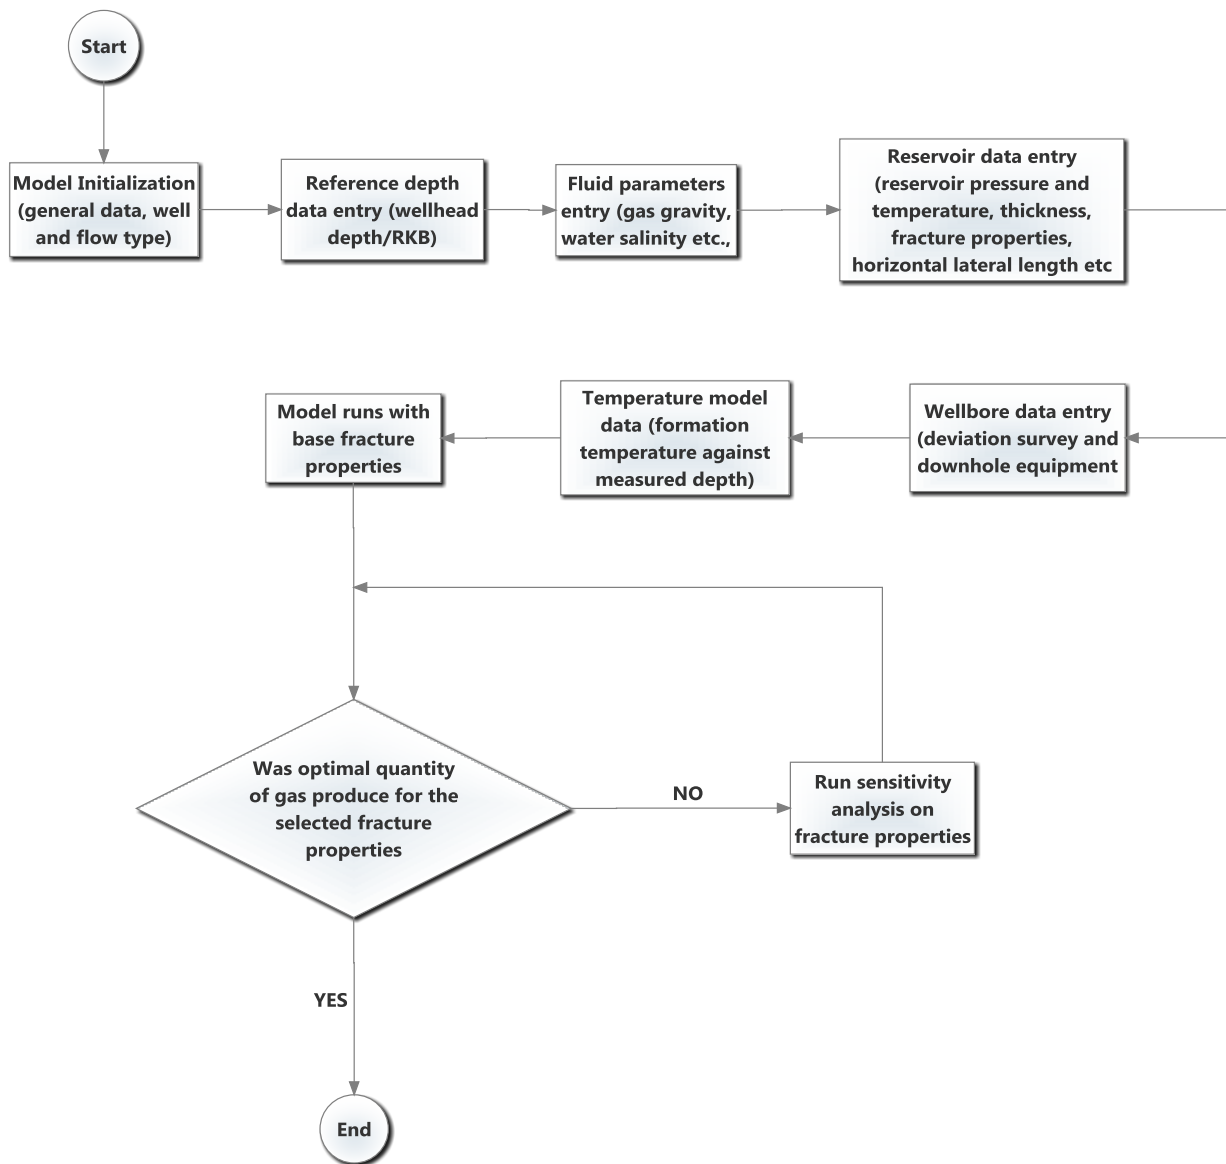 Start
Model Initialization
(general data, well
and flow type)
Reference depth
data entry (wellhead
depth/RKB)
Fluid parameters
entry (gas gravity,
water salinity etc.,
Reservoir data entry
(reservoir pressure and
temperature, thickness,
fracture properties,
horizontal lateral length etc
Wellbore data entry
(deviation survey and
downhole equipment
Temperature model
data (formation
temperature against
measured depth)
Model runs with
base fracture
properties
Was optimal quantity
of gas produce for the
selected fracture
properties
NO
Run sensitivity
analysis on
fracture properties
YES
End